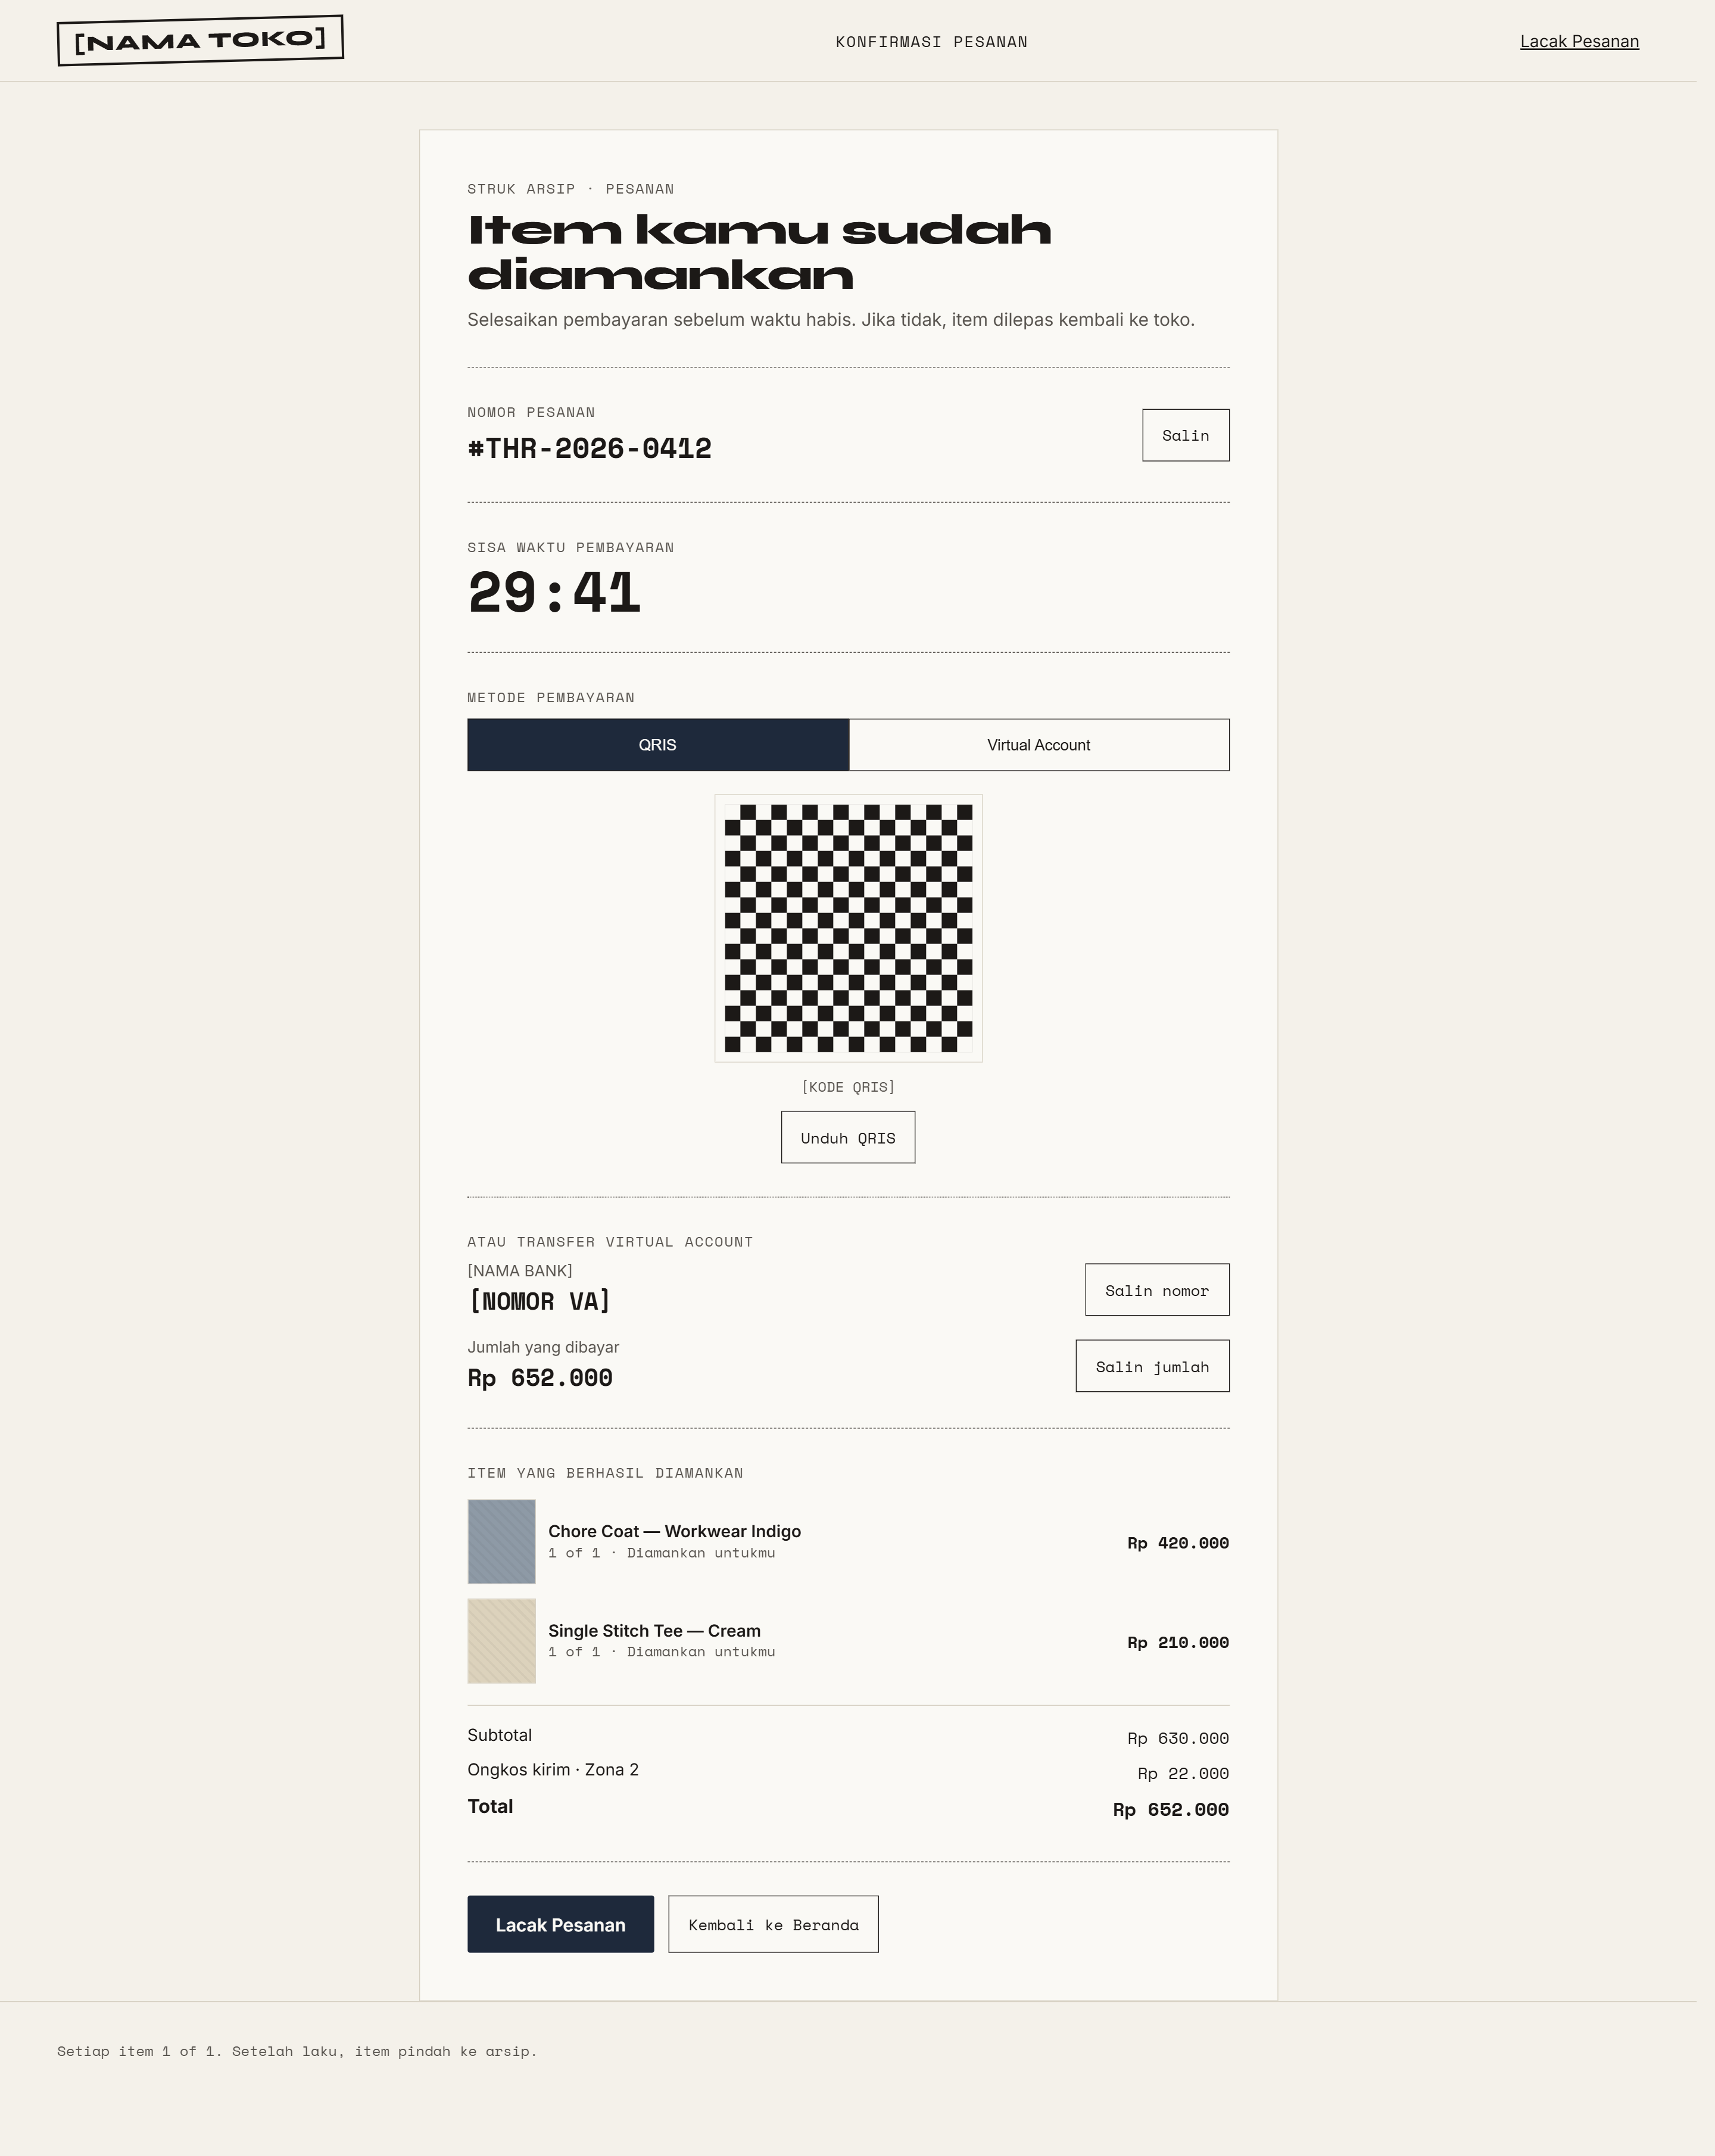 [NAMA TOKO]
KONFIRMASI PESANAN
Lacak Pesanan
STRUK ARSIP · PESANAN
Item kamu sudah
diamankan
Selesaikan pembayaran sebelum waktu habis. Jika tidak, item dilepas kembali ke toko.
NOMOR PESANAN
#THR-2026-0412
Salin
SISA WAKTU PEMBAYARAN
29:41
METODE PEMBAYARAN
QRIS
Virtual Account
[KODE QRIS]
Unduh QRIS
ATAU TRANSFER VIRTUAL ACCOUNT
[NAMA BANK]
[NOMOR VA]
Salin nomor
Jumlah yang dibayar
Rp 652.000
Salin jumlah
ITEM YANG BERHASIL DIAMANKAN
Chore Coat — Workwear Indigo
1 of 1 · Diamankan untukmu
Rp 420.000
Single Stitch Tee — Cream
1 of 1 · Diamankan untukmu
Rp 210.000
Subtotal Rp 630.000
Ongkos kirim · Zona 2 Rp 22.000
Total Rp 652.000
Lacak Pesanan
Kembali ke Beranda
Setiap item 1 of 1. Setelah laku, item pindah ke arsip.